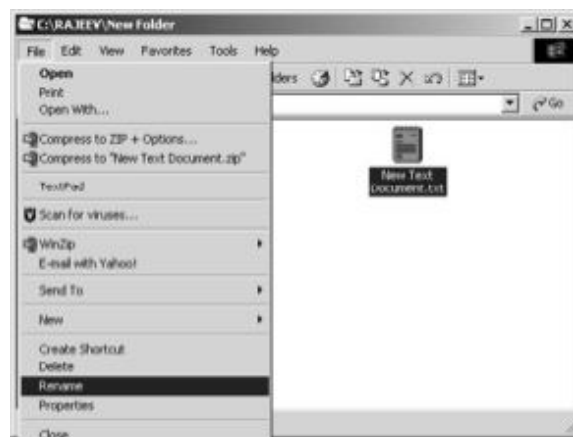 C:\RAJEEV\New Folder
File Edit View Favorites Tools Help
Open
Print
Open With...
ders
Go
Compress to ZIP + Options...
Compress to "New Text Document.zip"
TextPad
Scan for viruses...
WinZip
E-mail with Yahoo!
Send To
New
Create Shortcut
Delete
Rename
Properties
Close
New Text
Document.txt